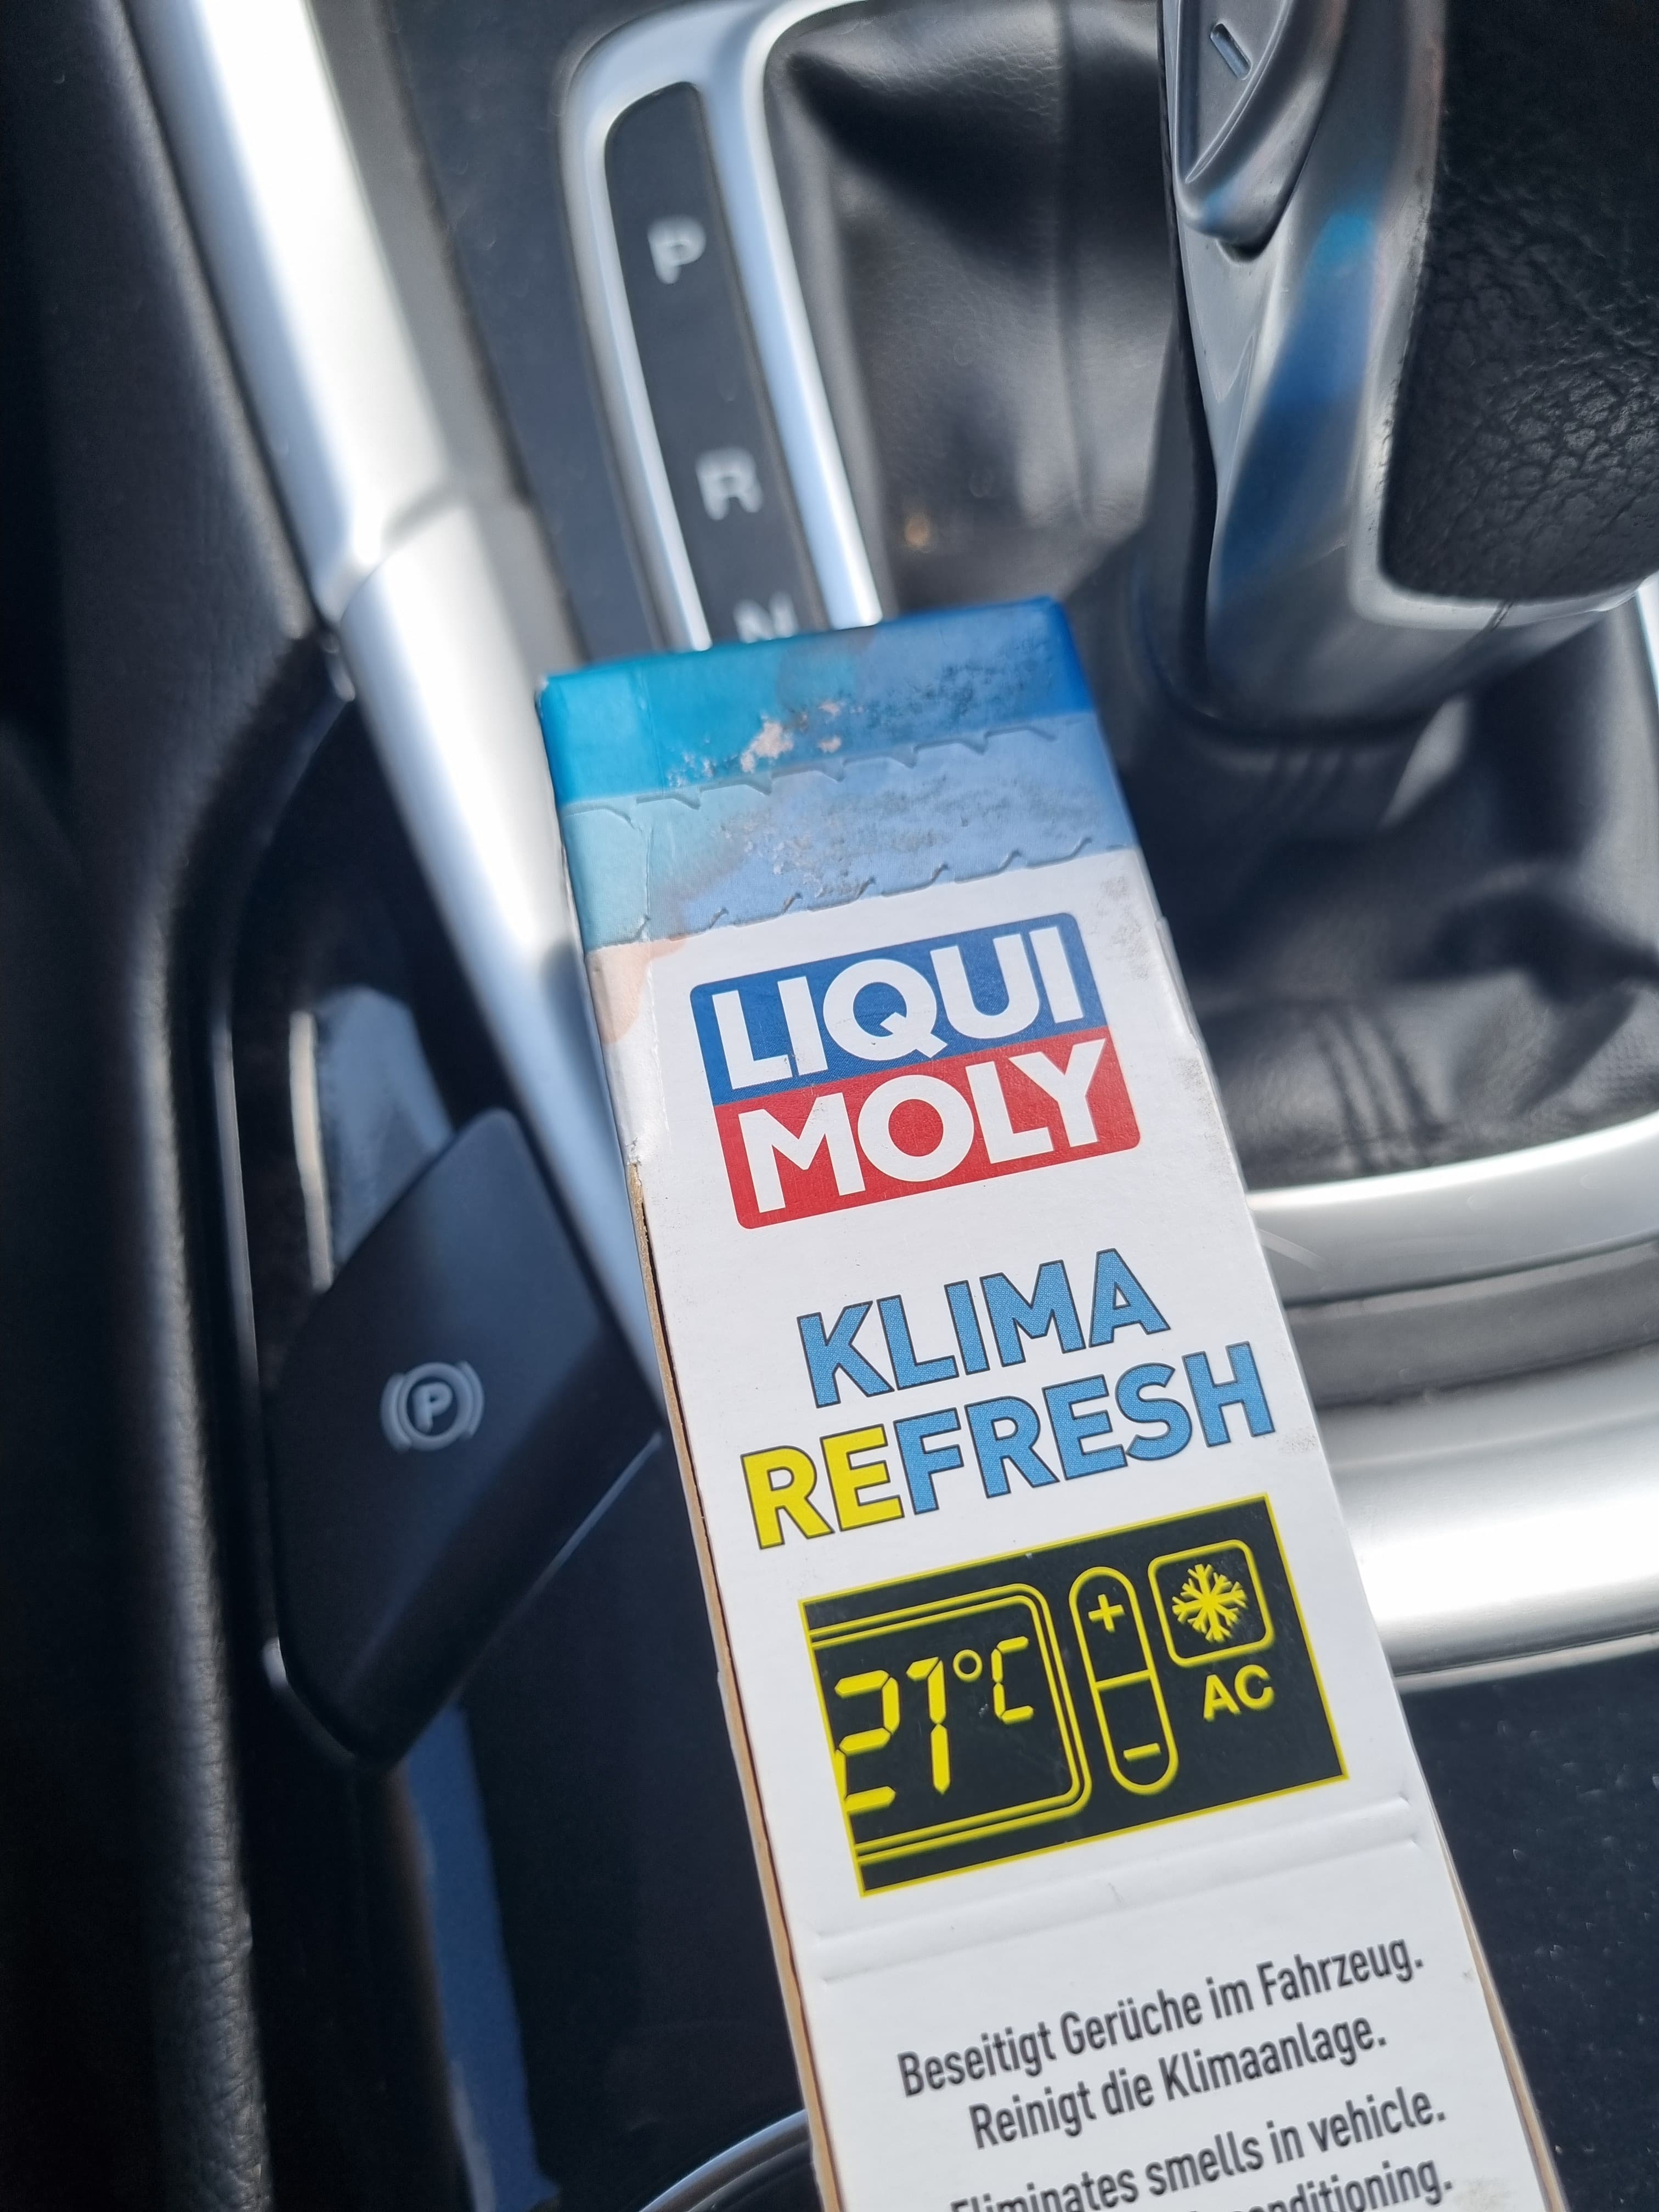 P
R
N
LIQUI
MOLY
KLIMA
REFRESH
21°C
+
-
AC
P
Beseitigt Gerüche im Fahrzeug.
Reinigt die Klimaanlage.
Eliminates smells in vehicle.